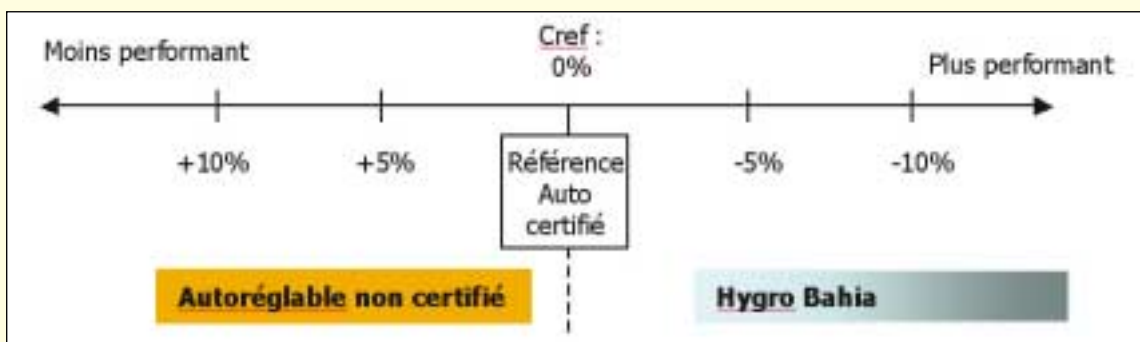 Moins performant
Cref :
0%
Plus performant
+10%
+5%
Référence
Auto
certifié
-5%
-10%
Autoréglable non certifié
Hygro Bahia